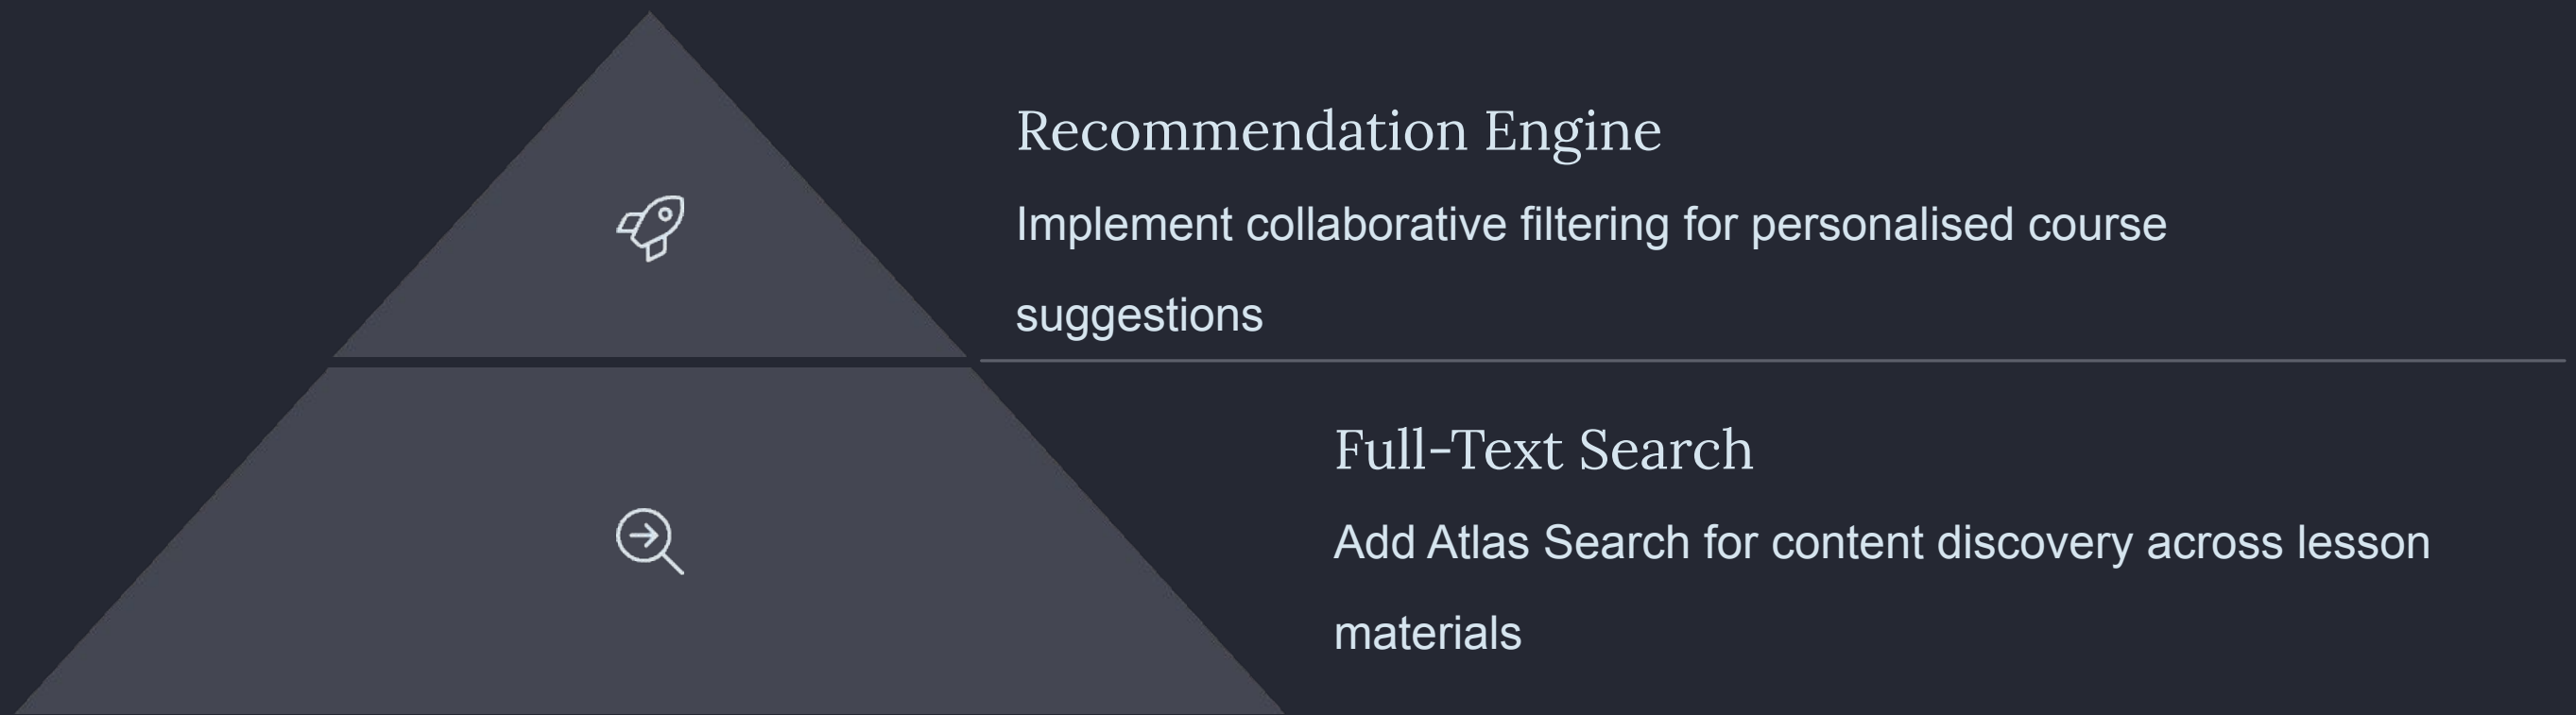 Recommendation Engine
Implement collaborative filtering for personalised course
suggestions
Full-Text Search
Add Atlas Search for content discovery across lesson
materials